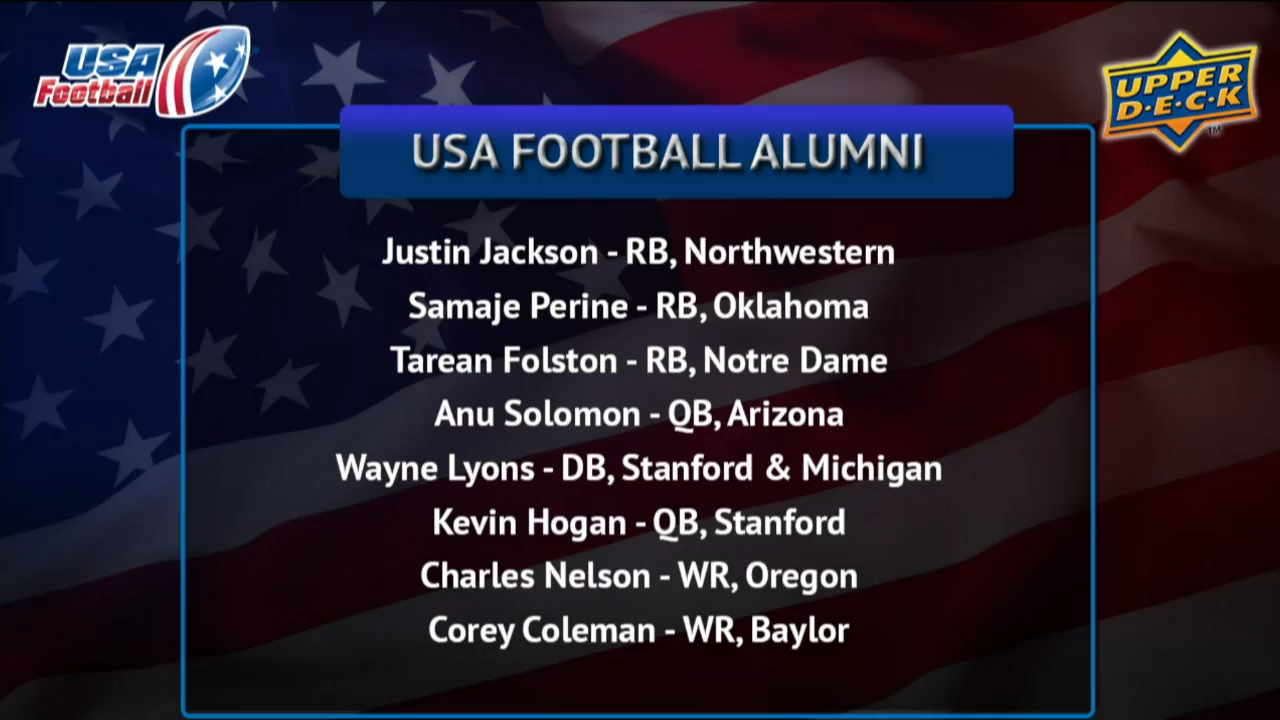 USA
Football
UPPER
D·E·C·K
TM
USA FOOTBALL ALUMNI
Justin Jackson - RB, Northwestern
Samaje Perine - RB, Oklahoma
Tarean Folston - RB, Notre Dame
Anu Solomon - QB, Arizona
Wayne Lyons - DB, Stanford & Michigan
Kevin Hogan - QB, Stanford
Charles Nelson - WR, Oregon
Corey Coleman - WR, Baylor